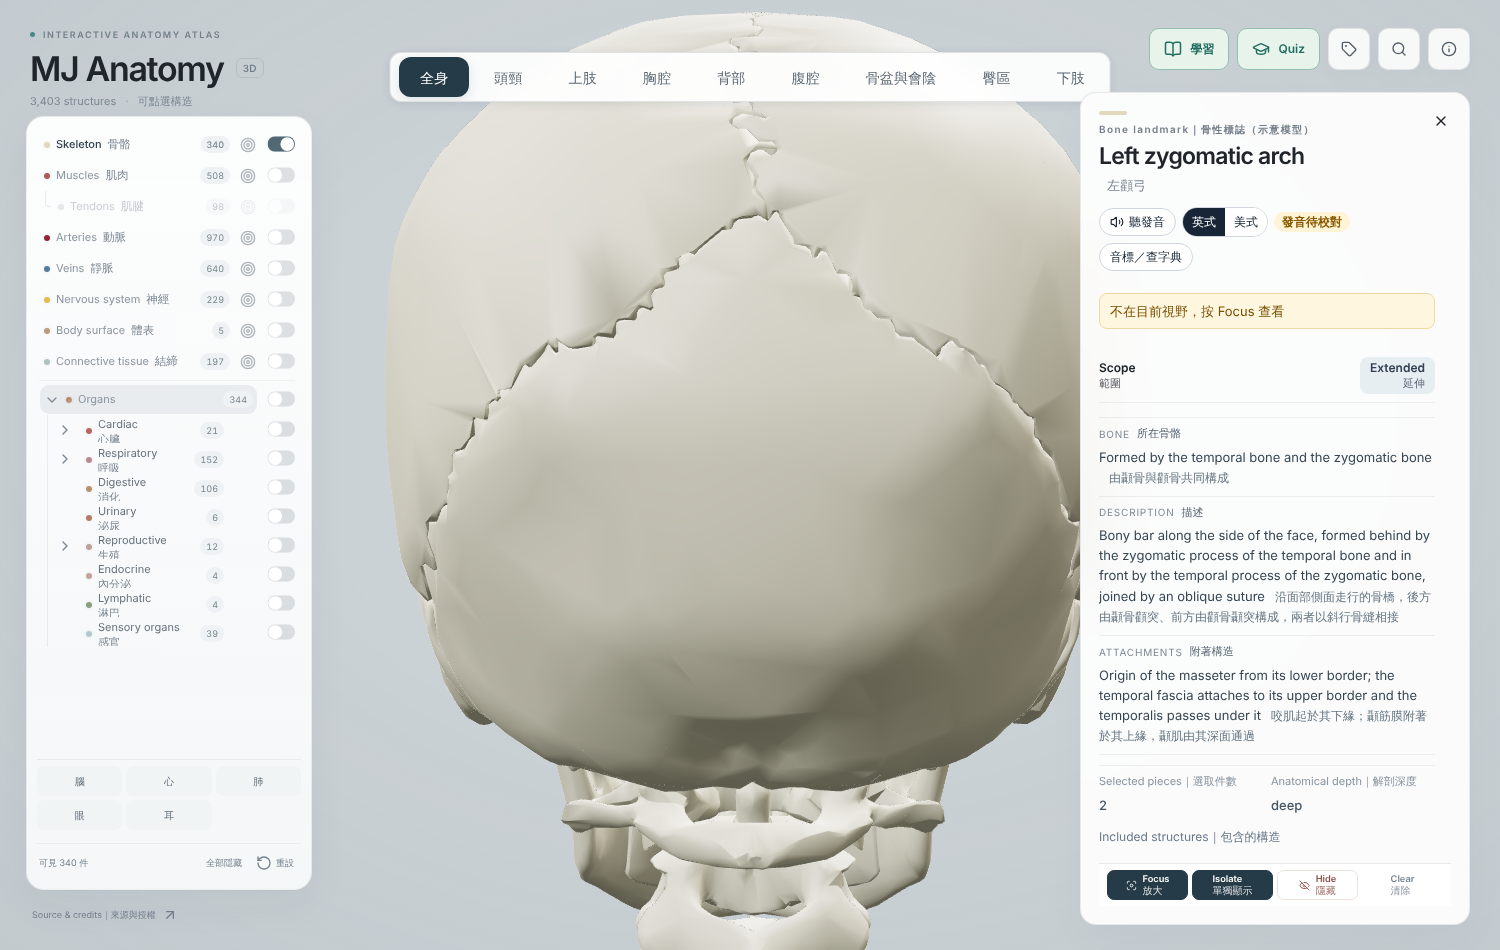 INTERACTIVE ANATOMY ATLAS
MJ Anatomy 3D
3,403 structures · 可點選構造
Skeleton 骨骼 340
Muscles 肌肉 508
Tendons 肌腱 98
Arteries 動脈 970
Veins 靜脈 640
Nervous system 神經 229
Body surface 體表 5
Connective tissue 結締 197
Organs 344
Cardiac 21
心臟
Respiratory 152
呼吸
Digestive 106
消化
Urinary 6
泌尿
Reproductive 12
生殖
Endocrine 4
內分泌
Lymphatic 4
淋巴
Sensory organs 39
感官
腦 心 肺
眼 耳
可見 340 件 全部隱藏 重設
Source & credits | 來源與授權
全身 頭頸 上肢 胸腔 背部 腹腔 骨盆與會陰 臀區 下肢
學習 Quiz
Bone landmark | 骨性標誌（示意模型）
Left zygomatic arch
左顴弓
聽發音 英式 美式 發音待校對
音標／查字典
不在目前視野，按 Focus 查看
Scope Extended
範圍 延伸
BONE 所在骨骼
Formed by the temporal bone and the zygomatic bone
由顳骨與顴骨共同構成
DESCRIPTION 描述
Bony bar along the side of the face, formed behind by
the zygomatic process of the temporal bone and in
front by the temporal process of the zygomatic bone,
joined by an oblique suture 沿面部側面走行的骨橋，後方
由顳骨顴突、前方由顴骨顳突構成，兩者以斜行骨縫相接
ATTACHMENTS 附著構造
Origin of the masseter from its lower border; the
temporal fascia attaches to its upper border and the
temporalis passes under it 咬肌起於其下緣；顳筋膜附著
於其上緣，顳肌由其深面通過
Selected pieces | 選取件數 Anatomical depth | 解剖深度
2 deep
Included structures | 包含的構造
Focus Isolate Hide Clear
放大 單獨顯示 隱藏 清除